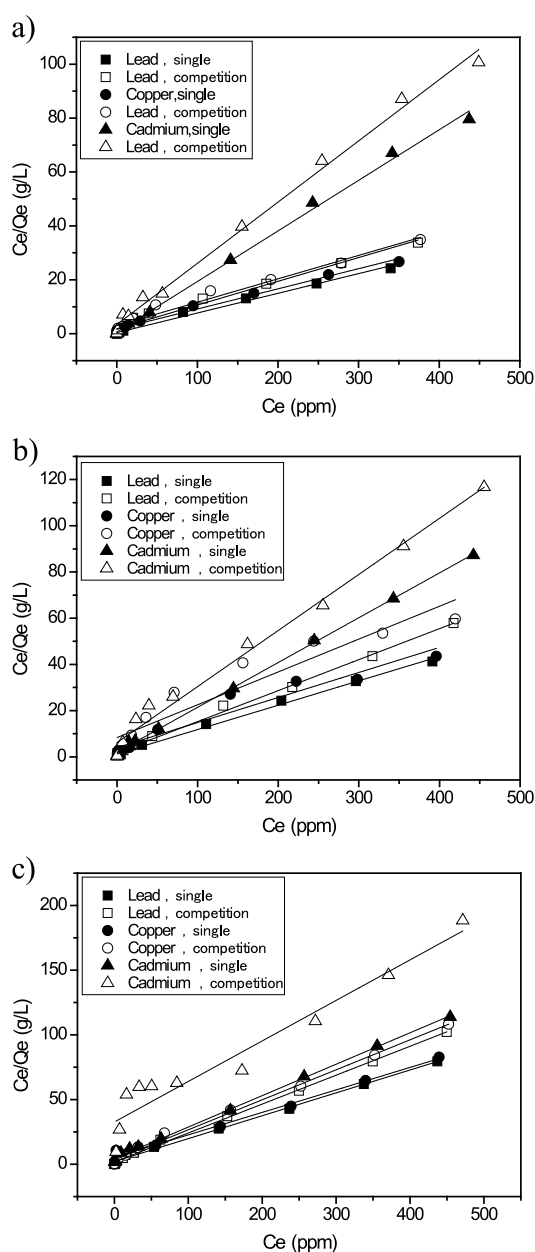 a)
Lead , single
Lead , competition
Copper,single
Lead , competition
Cadmium,single
Lead , competition
100
80
60
40
20
0
Ce/Qe (g/L)
0 100 200 300 400 500
Ce (ppm)
b)
Lead , single
Lead , competition
Copper , single
Copper , competition
Cadmium , single
Cadmium , competition
120
100
80
60
40
20
0
Ce/Qe (g/L)
0 100 200 300 400 500
Ce (ppm)
c)
Lead , single
Lead , competition
Copper , single
Copper , competition
Cadmium , single
Cadmium , competition
200
150
100
50
0
Ce/Qe (g/L)
0 100 200 300 400 500
Ce (ppm)